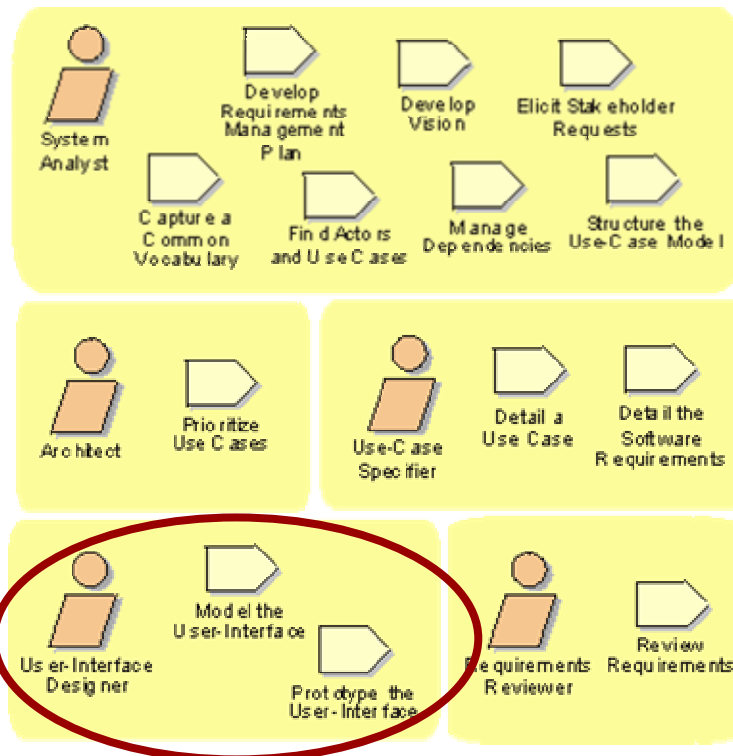 System
Analyst
Develop
Requirements
Management
Plan
Develop
Vision
Elicit Stakeholder
Requests
Capture a
Common
Vocabulary
Find Actors
and Use Cases
Manage
Dependencies
Structure the
Use-Case Model
Architect
Prioritize
Use Cases
Use-Case
Specifier
Detail a
Use Case
Detail the
Software
Requirements
User-Interface
Designer
Model the
User-Interface
Prototype the
User-Interface
Requirements
Reviewer
Review
Requirements